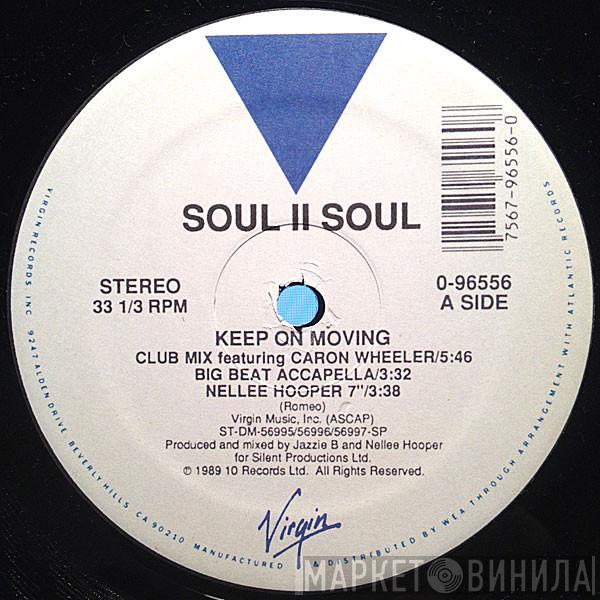 SOUL II SOUL
7567-96556-0
STEREO
33 1/3 RPM
0-96556
A SIDE
KEEP ON MOVING
CLUB MIX featuring CARON WHEELER/5:46
BIG BEAT ACCAPELLA/3:32
NELLEE HOOPER 7"/3:38
(Romeo)
Virgin Music, Inc. (ASCAP)
ST-DM-56995/56996/56997-SP
Produced and mixed by Jazzie B and Nellee Hooper
for Silent Productions Ltd.
℗ 1989 10 Records Ltd. All Rights Reserved.
Virgin
VIRGIN RECORDS INC 9247 ALDEN DRIVE, BEVERLY HILLS, CA 90210 MANUFACTURED & DISTRIBUTED BY WEA THROUGH ARRANGEMENT WITH ATLANTIC RECORDS
МАРКЕТ ВИНИЛА